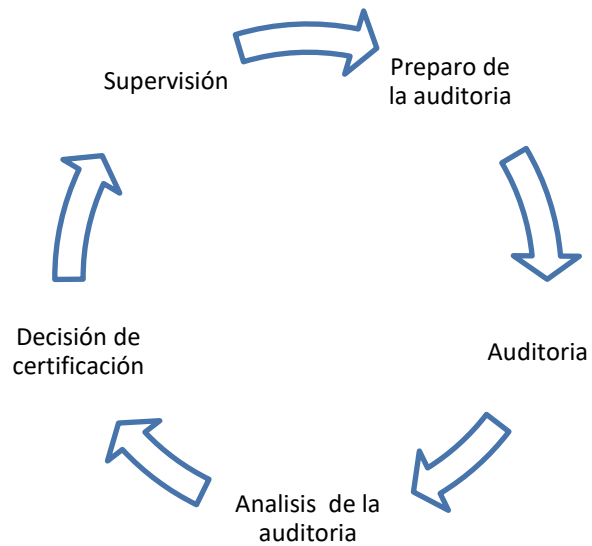 Supervisión
Preparo de
la auditoria
Auditoria
Analisis de la
auditoria
Decisión de
certificación